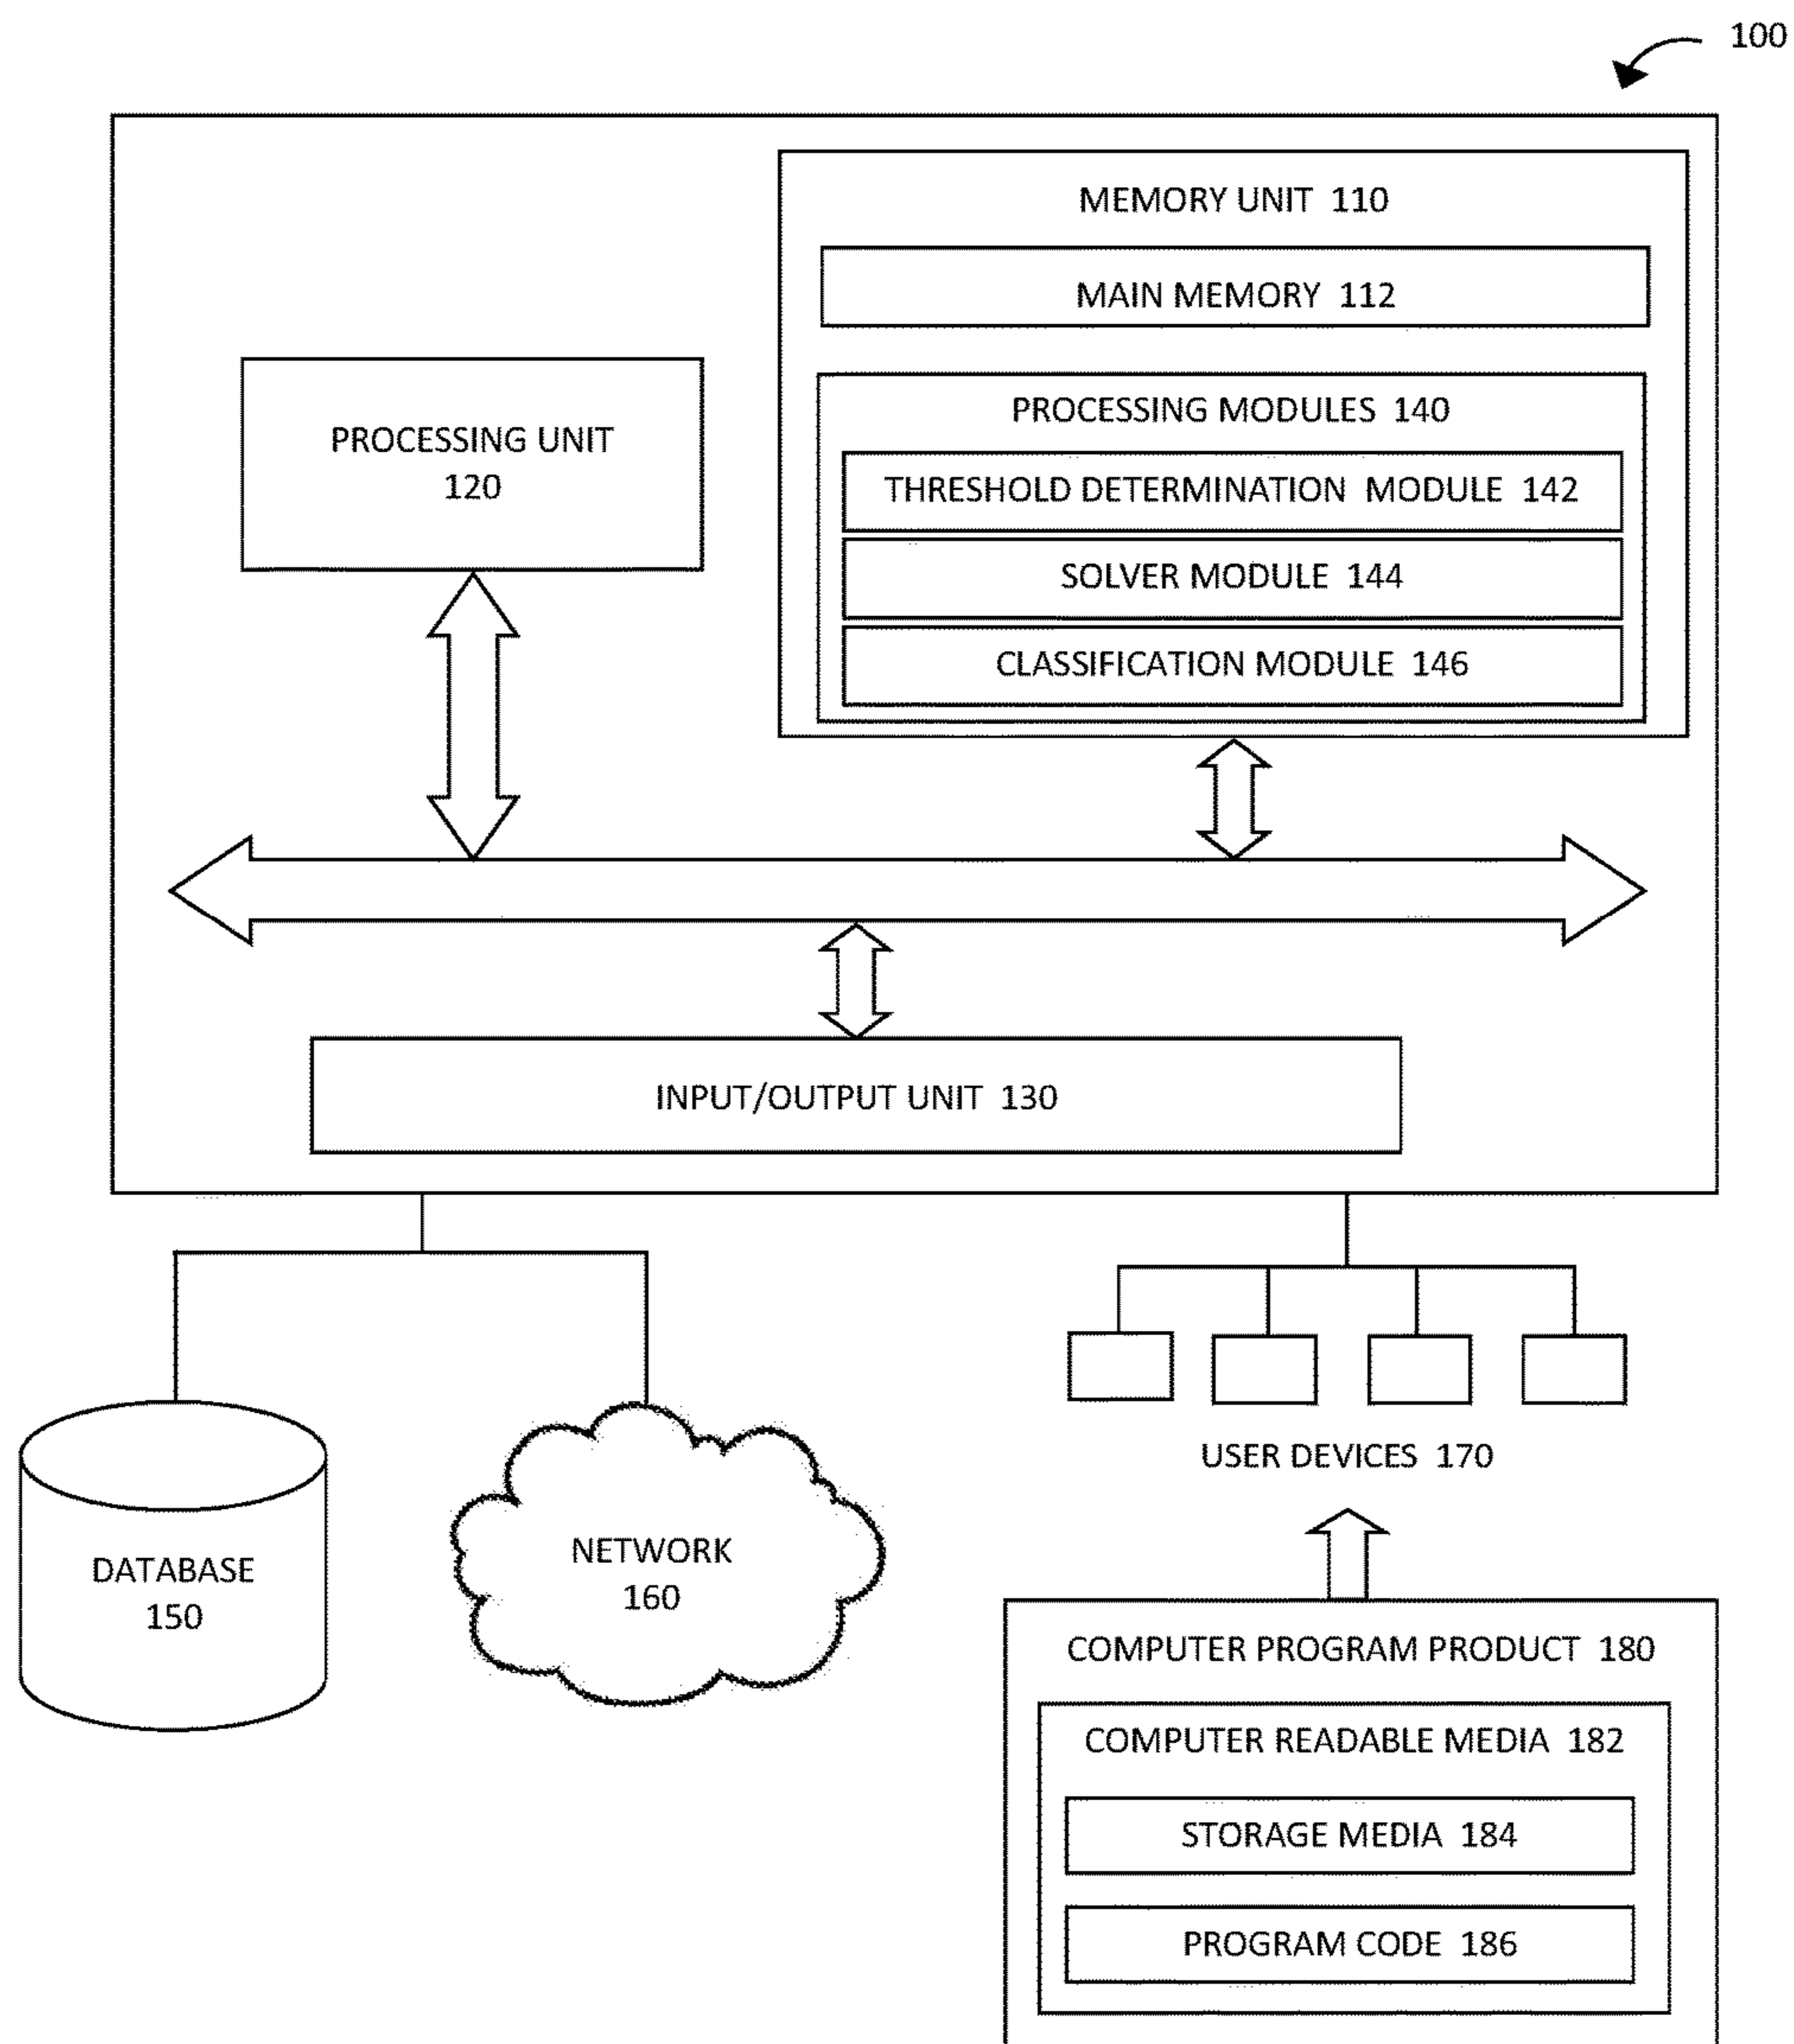 100
MEMORY UNIT 110
MAIN MEMORY 112
PROCESSING MODULES 140
PROCESSING UNIT
120
THRESHOLD DETERMINATION MODULE 142
SOLVER MODULE 144
CLASSIFICATION MODULE 146
INPUT/OUTPUT UNIT 130
USER DEVICES 170
DATABASE
150
NETWORK
160
COMPUTER PROGRAM PRODUCT 180
COMPUTER READABLE MEDIA 182
STORAGE MEDIA 184
PROGRAM CODE 186